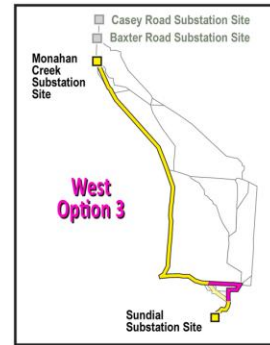 Casey Road Substation Site
Baxter Road Substation Site
Monahan
Creek
Substation
Site
West
Option 3
Sundial
Substation Site